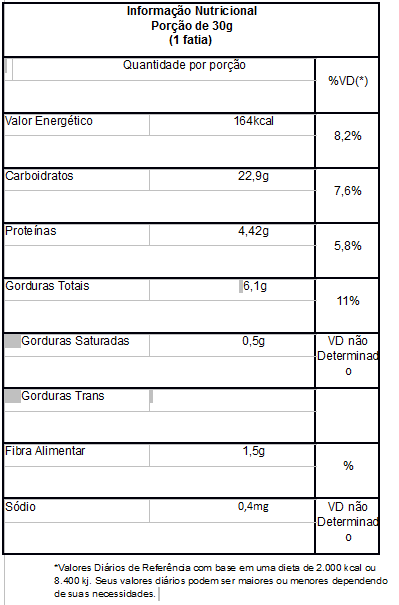 Informação Nutricional
Porção de 30g
(1 fatia)
Quantidade por porção
%VD(*)
Valor Energético 164kcal
8,2%
Carboidratos 22,9g
7,6%
Proteínas 4,42g
5,8%
Gorduras Totais 6,1g
11%
Gorduras Saturadas 0,5g VD não
Determinad
o
Gorduras Trans
Fibra Alimentar 1,5g
%
Sódio 0,4mg VD não
Determinad
o
*Valores Diários de Referência com base em uma dieta de 2.000 kcal ou
8.400 kj. Seus valores diários podem ser maiores ou menores dependendo
de suas necessidades.